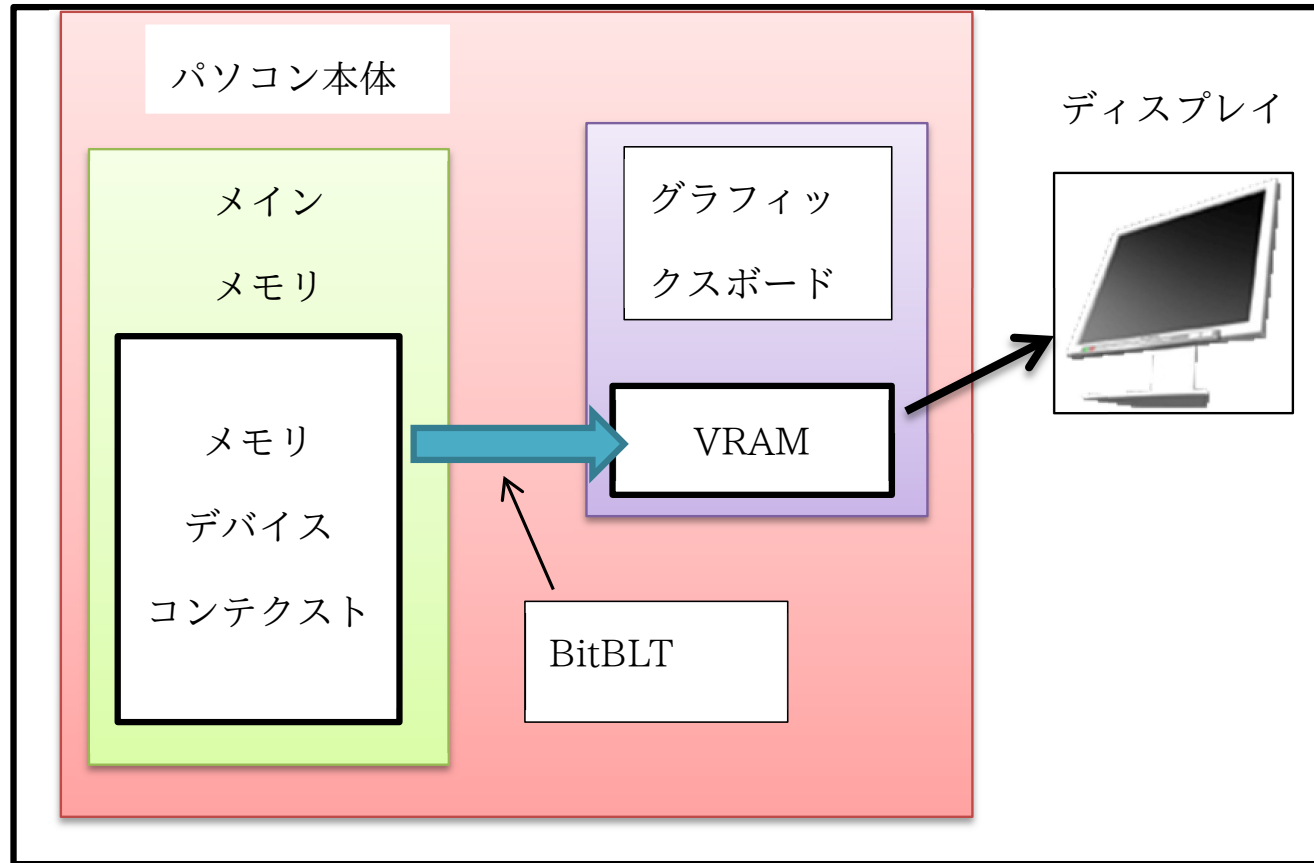 パソコン本体
ディスプレイ
メイン
メモリ
グラフィッ
クスボード
メモリ
デバイス
コンテクスト
VRAM
BitBLT